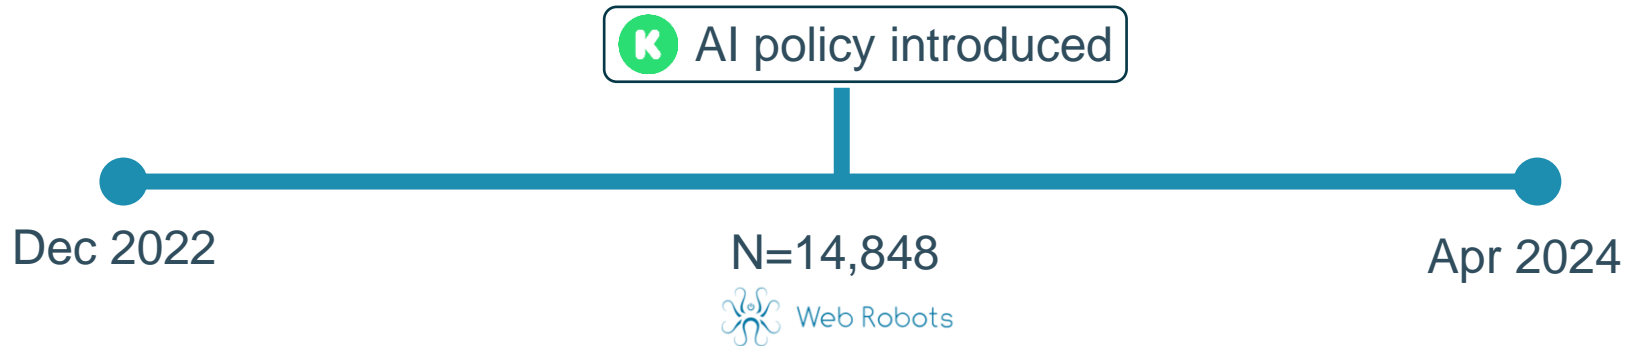 K AI policy introduced
Dec 2022
N=14,848
Apr 2024
Web Robots